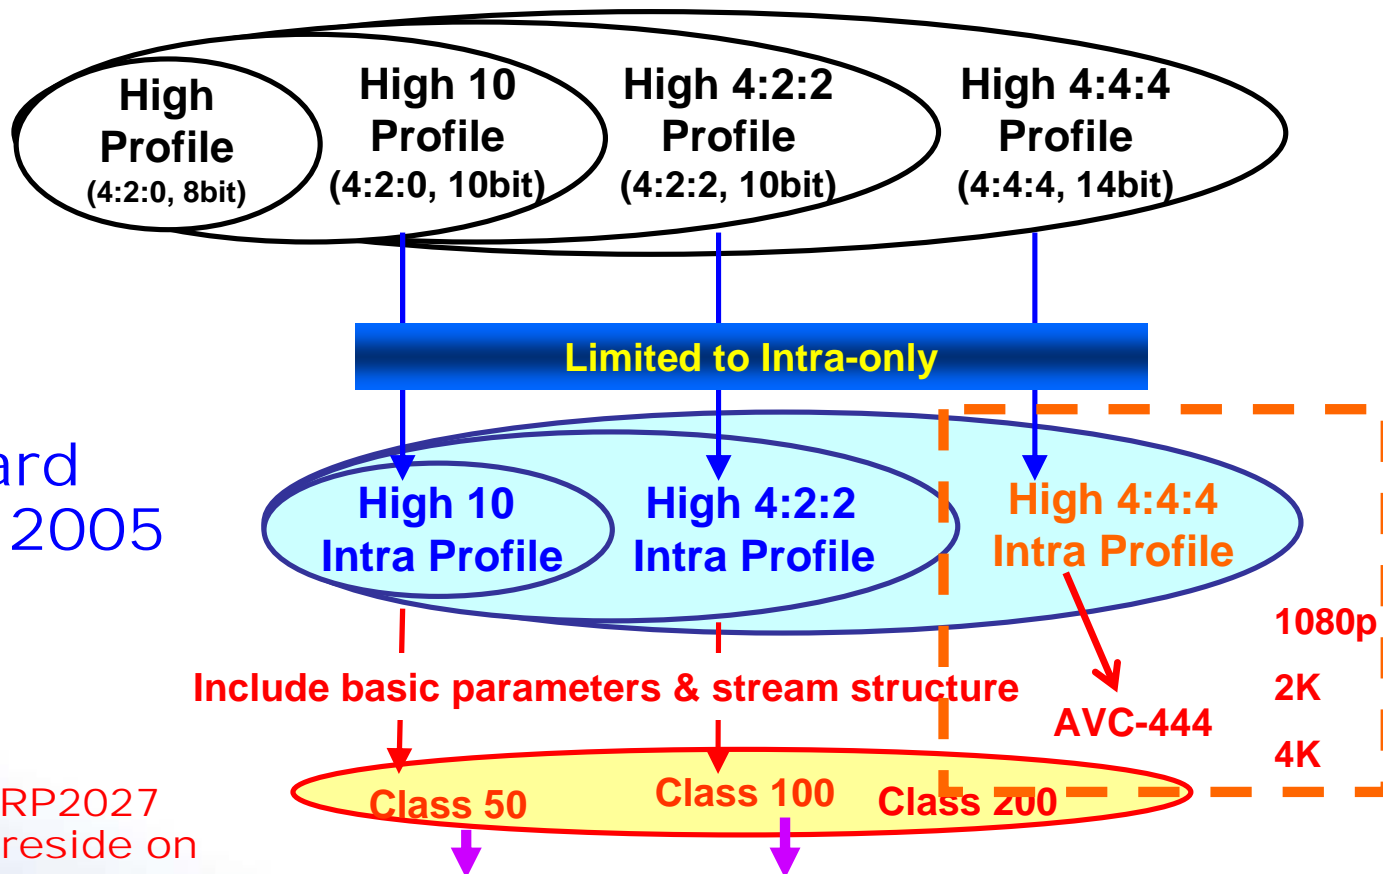 High
Profile
(4:2:0, 8bit)
High 10
Profile
(4:2:0, 10bit)
High 4:2:2
Profile
(4:2:2, 10bit)
High 4:4:4
Profile
(4:4:4, 14bit)
Limited to Intra-only
ard
2005
High 10
Intra Profile
High 4:2:2
Intra Profile
High 4:4:4
Intra Profile
1080p
2K
4K
Include basic parameters & stream structure
AVC-444
Class 50
Class 100
Class 200
RP2027
reside on